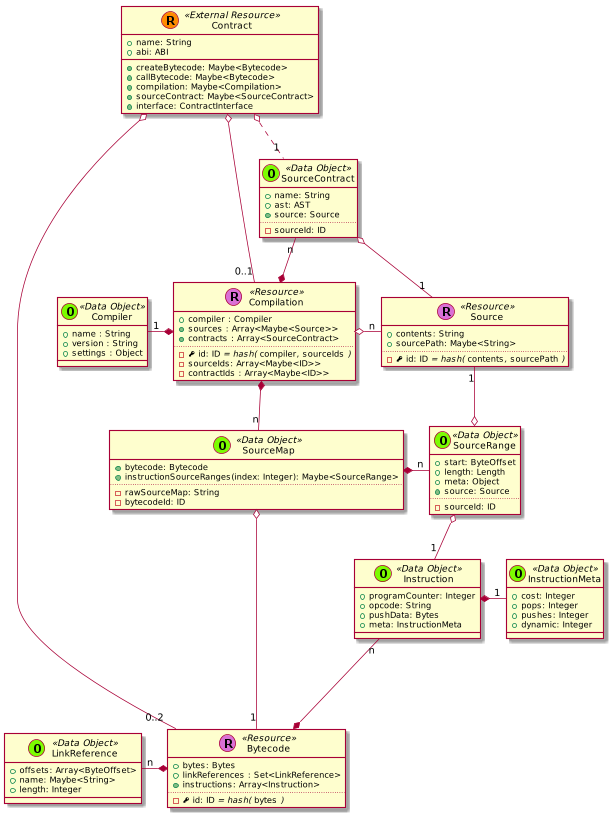 R «External Resource»
Contract
name: String
abi: ABI
createBytecode: Maybe<Bytecode>
callBytecode: Maybe<Bytecode>
compilation: Maybe<Compilation>
sourceContract: Maybe<SourceContract>
interface: ContractInterface
1
O «Data Object»
SourceContract
name: String
ast: AST
source: Source
sourceId: ID
n
0..1
1
R «Resource»
Compilation
compiler : Compiler
sources : Array<Maybe<Source>>
contracts : Array<SourceContract>
id: ID = hash( compiler, sourceIds )
sourceIds: Array<Maybe<ID>>
contractIds : Array<Maybe<ID>>
O «Data Object»
Compiler
name : String
version : String
settings : Object
1
n
R «Resource»
Source
contents: String
sourcePath: Maybe<String>
id: ID = hash( contents, sourcePath )
1
n
O «Data Object»
SourceMap
bytecode: Bytecode
instructionSourceRanges(index: Integer): Maybe<SourceRange>
rawSourceMap: String
bytecodeId: ID
n
O «Data Object»
SourceRange
start: ByteOffset
length: Length
meta: Object
source: Source
sourceId: ID
1
O «Data Object»
Instruction
programCounter: Integer
opcode: String
pushData: Bytes
meta: InstructionMeta
1
O «Data Object»
InstructionMeta
cost: Integer
pops: Integer
pushes: Integer
dynamic: Integer
n
0..2
1
O «Data Object»
LinkReference
offsets: Array<ByteOffset>
name: Maybe<String>
length: Integer
n
R «Resource»
Bytecode
bytes: Bytes
linkReferences : Set<LinkReference>
instructions: Array<Instruction>
id: ID = hash( bytes )